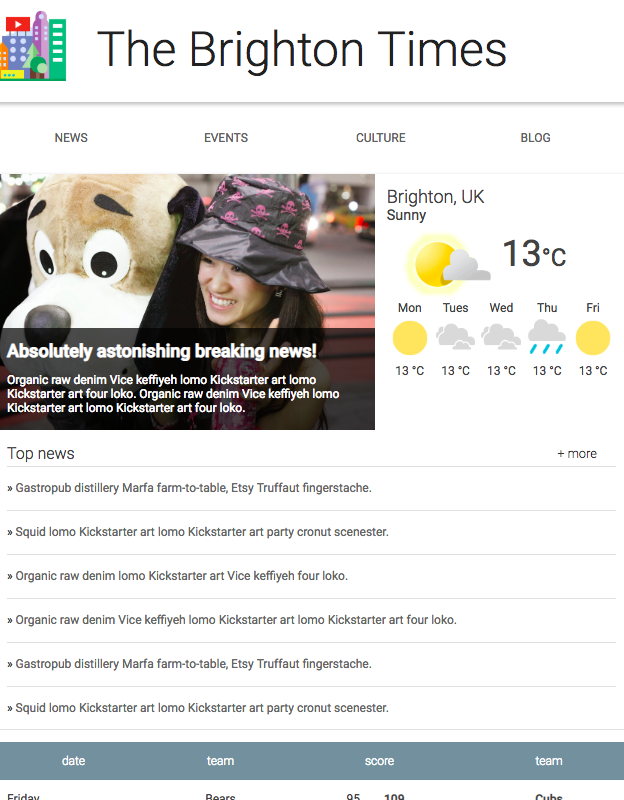 The Brighton Times
NEWS EVENTS CULTURE BLOG
Brighton, UK
Sunny
13°C
Mon Tues Wed Thu Fri
13 °C 13 °C 13 °C 13 °C 13 °C
Absolutely astonishing breaking news!
Organic raw denim Vice keffiyeh lomo Kickstarter art lomo
Kickstarter art four loko. Organic raw denim Vice keffiyeh lomo
Kickstarter art lomo Kickstarter art four loko.
Top news + more
» Gastropub distillery Marfa farm-to-table, Etsy Truffaut fingerstache.
» Squid lomo Kickstarter art lomo Kickstarter art party cronut scenester.
» Organic raw denim lomo Kickstarter art Vice keffiyeh four loko.
» Organic raw denim Vice keffiyeh lomo Kickstarter art lomo Kickstarter art four loko.
» Gastropub distillery Marfa farm-to-table, Etsy Truffaut fingerstache.
» Squid lomo Kickstarter art lomo Kickstarter art party cronut scenester.
date team score team
Friday Bears 95 109 Cubs